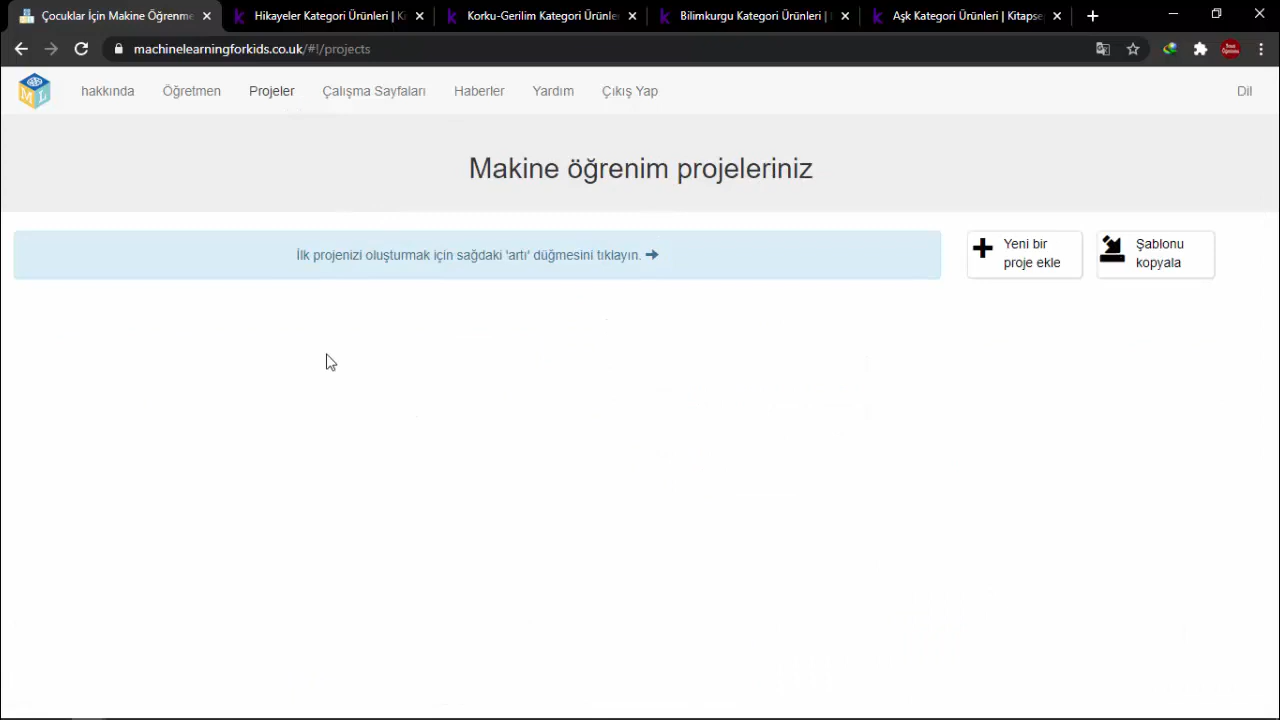 Çocuklar İçin Makine Öğrenme
Hikayeler Kategori Ürünleri |
Korku-Gerilim Kategori Ürünle
Bilimkurgu Kategori Ürünleri |
Aşk Kategori Ürünleri | Kitapse
machinelearningforkids.co.uk/#!/projects
hakkında Öğretmen Projeler Çalışma Sayfaları Haberler Yardım Çıkış Yap Dil
Makine öğrenim projeleriniz
İlk projenizi oluşturmak için sağdaki 'artı' düğmesini tıklayın.
Yeni bir
proje ekle
Şablonu
kopyala